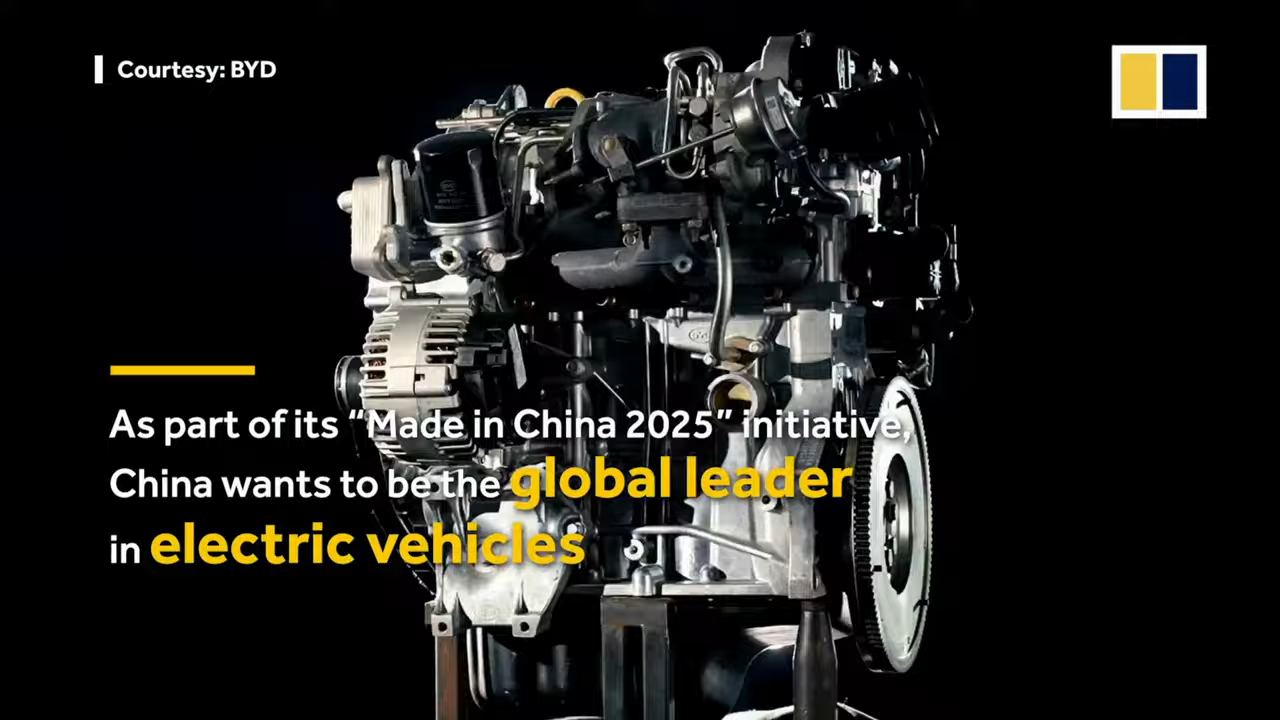 Courtesy: BYD
As part of its “Made in China 2025” initiative,
China wants to be the global leader
in electric vehicles